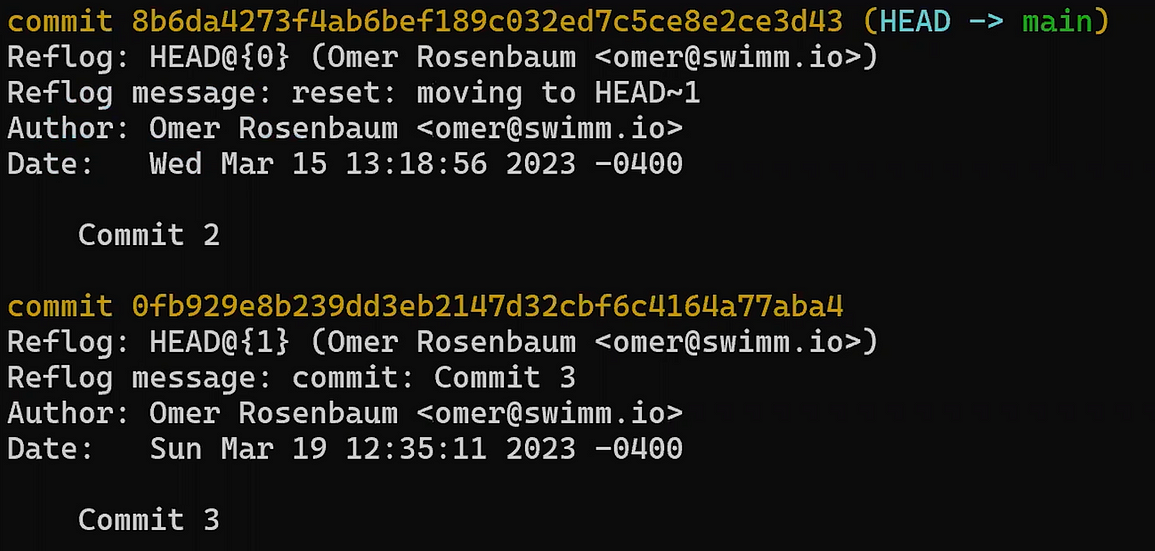 commit 8b6da4273f4ab6bef189c032ed7c5ce8e2ce3d43 (HEAD -> main)
Reflog: HEAD@{0} (Omer Rosenbaum <omer@swimm.io>)
Reflog message: reset: moving to HEAD~1
Author: Omer Rosenbaum <omer@swimm.io>
Date:   Wed Mar 15 13:18:56 2023 -0400
    Commit 2
commit 0fb929e8b239dd3eb2147d32cbf6c4164a77aba4
Reflog: HEAD@{1} (Omer Rosenbaum <omer@swimm.io>)
Reflog message: commit: Commit 3
Author: Omer Rosenbaum <omer@swimm.io>
Date:   Sun Mar 19 12:35:11 2023 -0400
    Commit 3